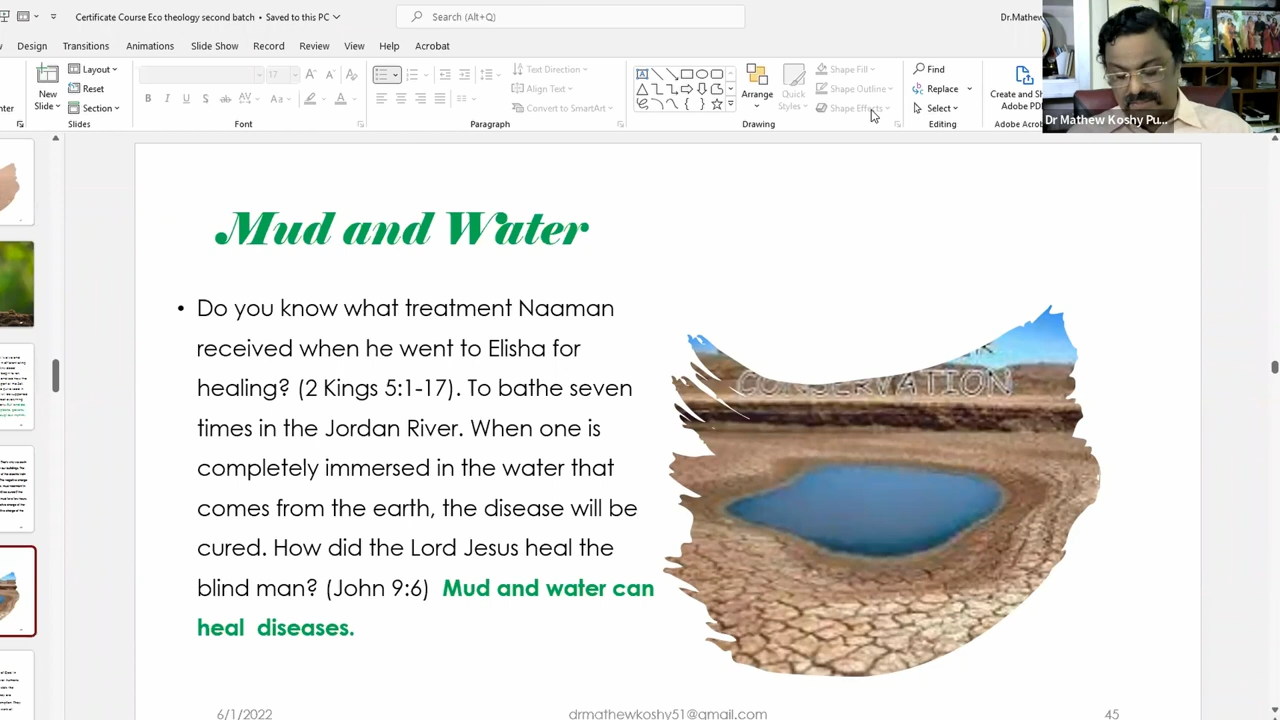 Certificate Course Eco theology second batch • Saved to this PC
Search (Alt+Q)
Dr.Mathew
Design Transitions Animations Slide Show Record Review View Help Acrobat
New Slide
Layout
Reset
Section
Slides
17
Font
Text Direction
Align Text
Convert to SmartArt
Paragraph
Arrange
Quick Styles
Shape Fill
Shape Outline
Shape Effects
Drawing
Find
Replace
Select
Editing
Create and Sh
Adobe PD
Adobe Acro
Dr Mathew Koshy Pu...
Mud and Water
• Do you know what treatment Naaman
received when he went to Elisha for
healing? (2 Kings 5:1-17). To bathe seven
times in the Jordan River. When one is
completely immersed in the water that
comes from the earth, the disease will be
cured. How did the Lord Jesus heal the
blind man? (John 9:6) Mud and water can
heal diseases.
CONSERVATION
6/1/2022
drmathewkoshy51@gmail.com
45